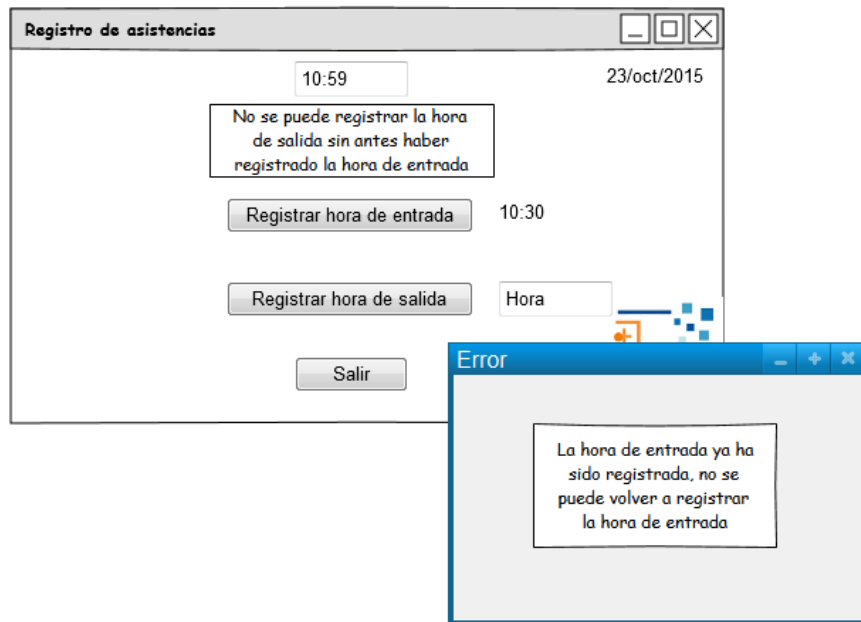 Registro de asistencias
10:59
23/oct/2015
No se puede registrar la hora
de salida sin antes haber
registrado la hora de entrada
Registrar hora de entrada
10:30
Registrar hora de salida
Hora
Salir
Error
La hora de entrada ya ha
sido registrada, no se
puede volver a registrar
la hora de entrada